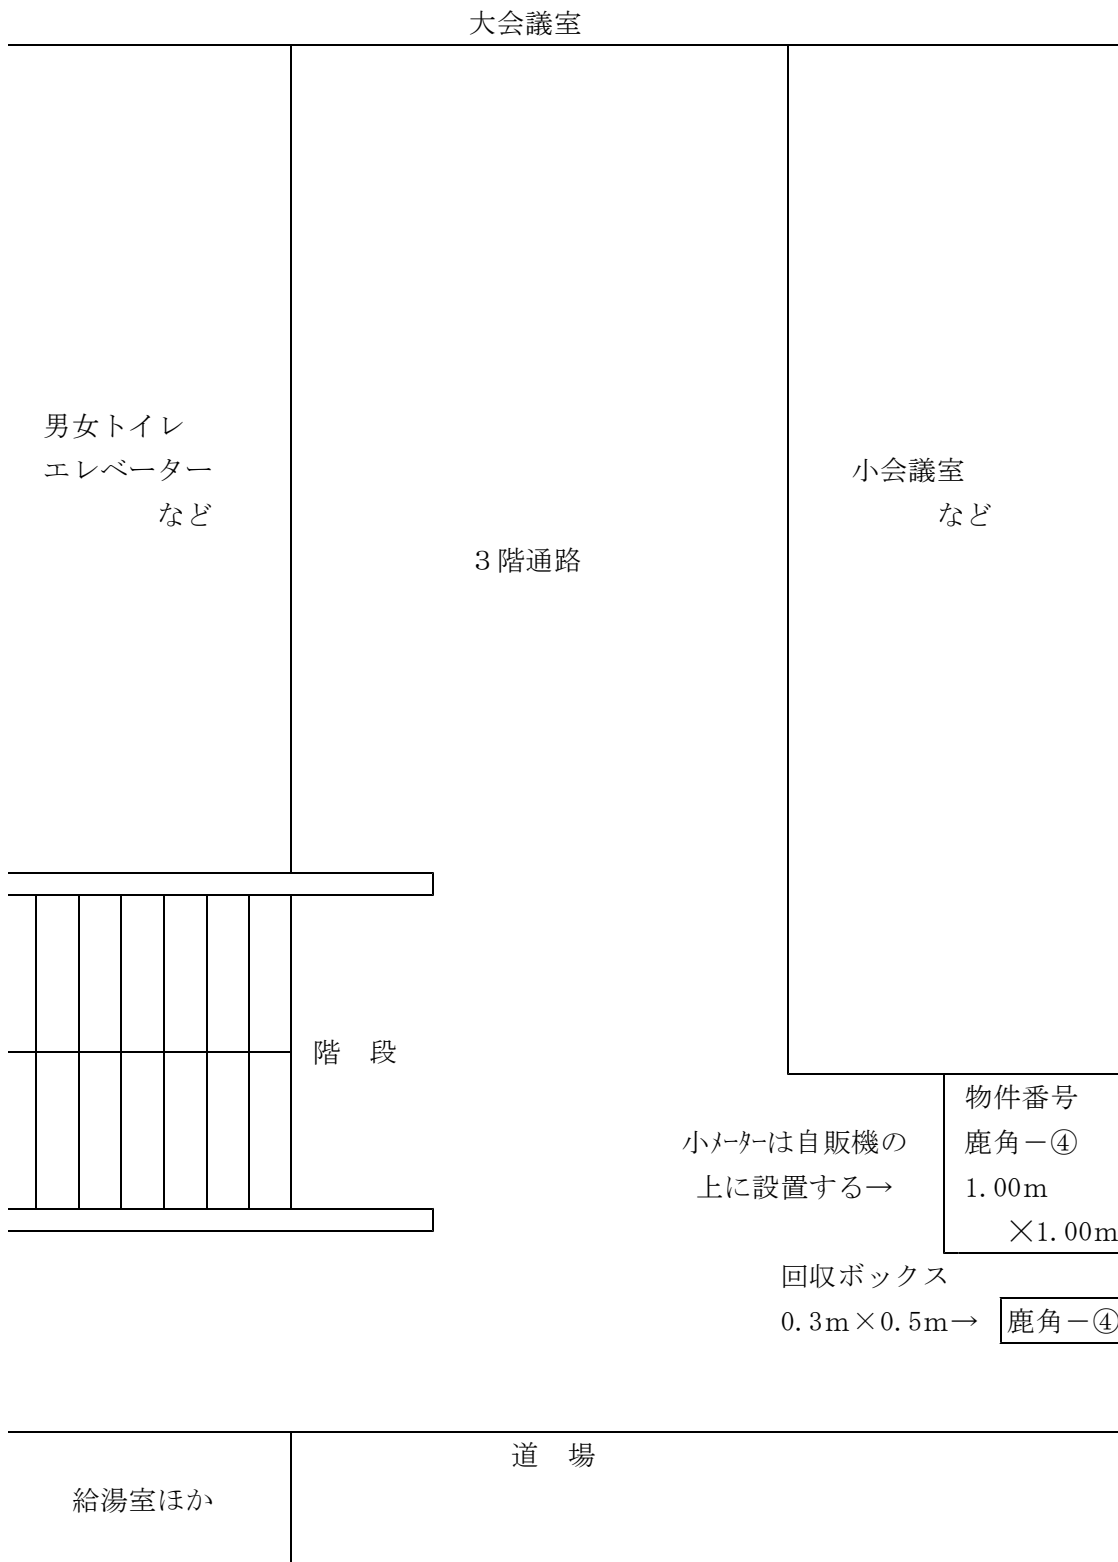 大会議室
男女トイレ
エレベーター
など
小会議室
など
３階通路
階　段
物件番号
鹿角－④
1.00m
×1.00m
小ﾒｰﾀｰは自販機の
上に設置する→
回収ボックス
0.3m×0.5m→
鹿角－④
道　場
給湯室ほか